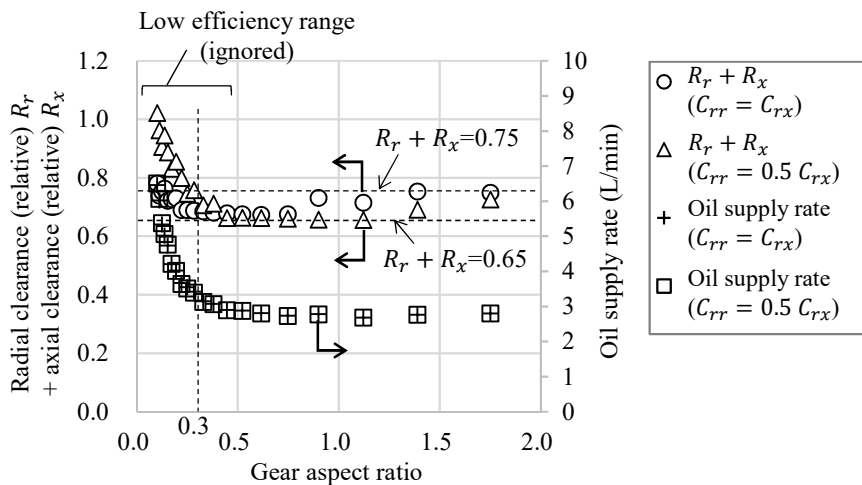 Low efficiency range
(ignored)
Radial clearance (relative) R_r
+ axial clearance (relative) R_x
1.2
1.0
0.8
0.6
0.4
0.2
0.0
R_r + R_x=0.75
R_r + R_x=0.65
10
9
8
7
6
5
4
3
2
1
0
Oil supply rate (L/min)
0.3
0.0
0.5
1.0
1.5
2.0
Gear aspect ratio
R_r + R_x
(C_rr = C_rx)
R_r + R_x
(C_rr = 0.5 C_rx)
Oil supply rate
(C_rr = C_rx)
Oil supply rate
(C_rr = 0.5 C_rx)